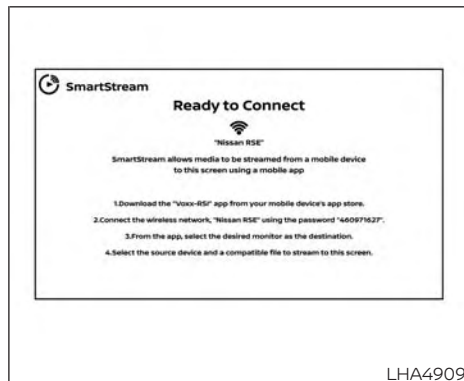 SmartStream
Ready to Connect
"Nissan RSE"
SmartStream allows media to be streamed from a mobile device
to this screen using a mobile app
1.Download the "Voxx-RSI" app from your mobile device's app store.
2.Connect the wireless network, "Nissan RSE" using the password "460971627".
3.From the app, select the desired monitor as the destination.
4.Select the source device and a compatible file to stream to this screen.
LHA4909